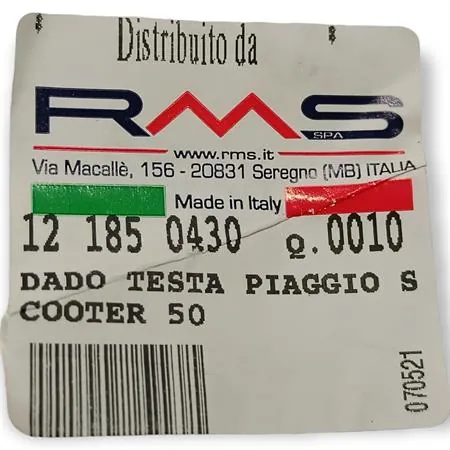 Distribuito da
RMS
SPA
www.rms.it
Via Macallè, 156 - 20831 Seregno (MB) ITALIA
Made in Italy
12 185 0430 Q.0010
DADO TESTA PIAGGIO S
COOTER 50
070521